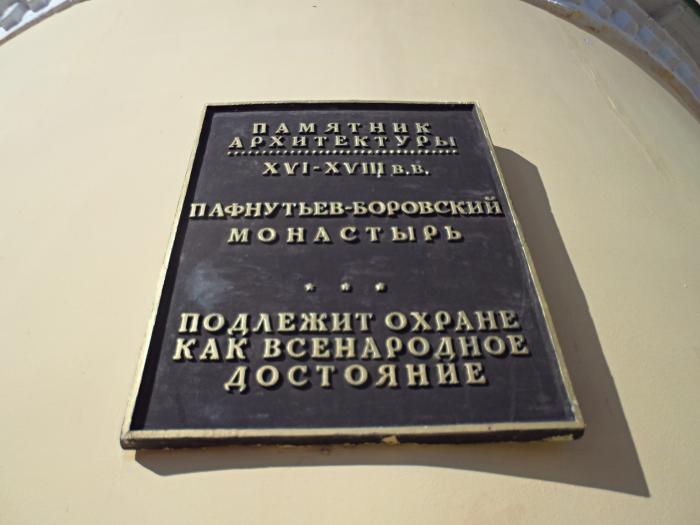 ПАМЯТНИК
АРХИТЕКТУРЫ
XVI-XVIII В.В.
ПАФНУТЬЕВ-БОРОВСКИЙ
МОНАСТЫРЬ
* * *
ПОДЛЕЖИТ ОХРАНЕ
КАК ВСЕНАРОДНОЕ
ДОСТОЯНИЕ